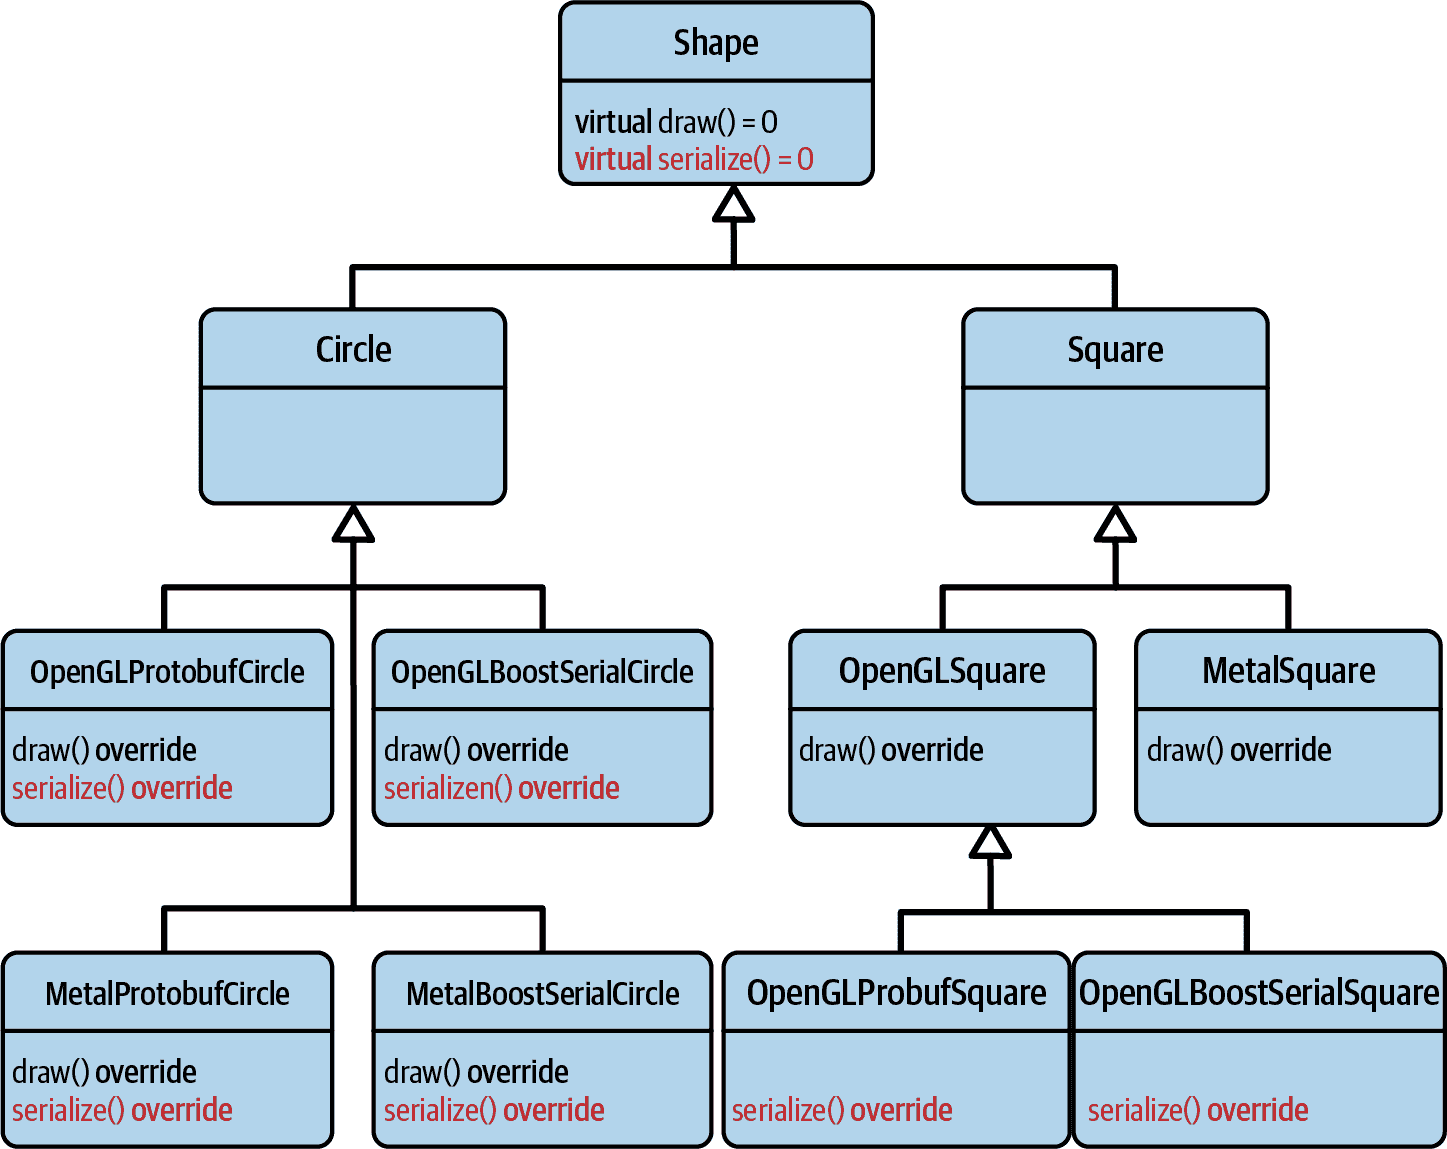 Shape
virtual draw() = 0
virtual serialize() = 0
Circle
Square
OpenGLProtobufCircle
draw() override
serialize() override
OpenGLBoostSerialCircle
draw() override
serializen() override
OpenGLSquare
draw() override
MetalSquare
draw() override
MetalProtobufCircle
draw() override
serialize() override
MetalBoostSerialCircle
draw() override
serialize() override
OpenGLProbufSquare
serialize() override
OpenGLBoostSerialSquare
serialize() override